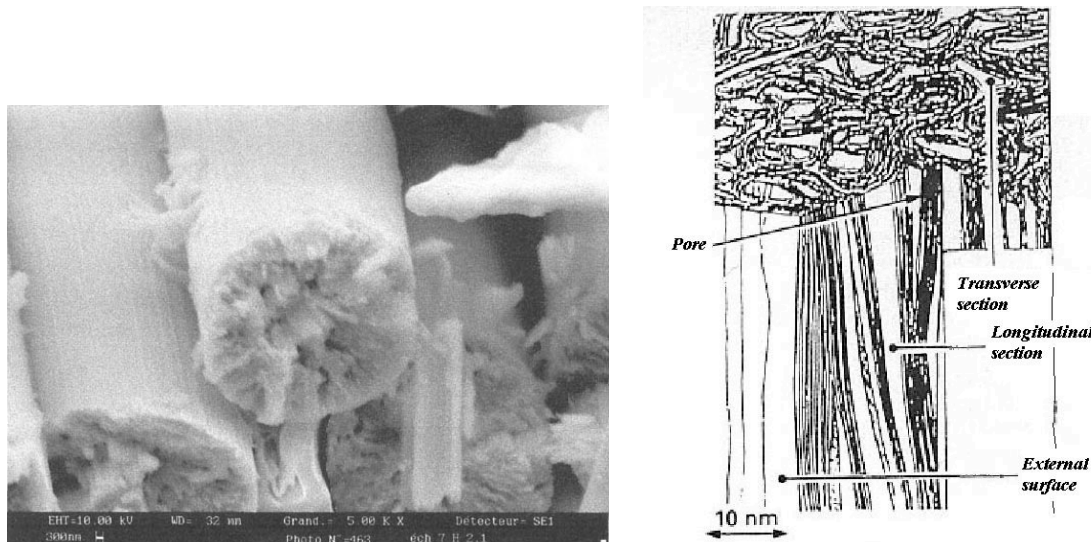 EHT=10.00 kV WD= 32 mm Grand.= 5.00 K X Détecteur= SE1
300nm Photo N°=463 éch 7 H 2.1
Pore
Transverse
section
Longitudinal
section
External
surface
10 nm